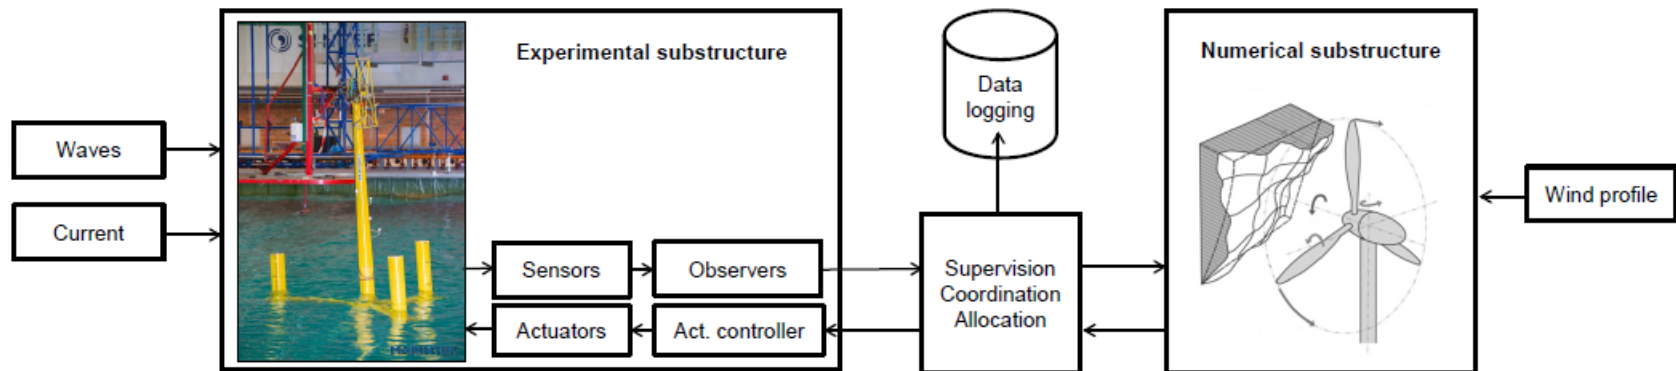 Experimental substructure
Numerical substructure
Data
logging
Waves
Current
Wind profile
Sensors
Observers
Supervision
Coordination
Allocation
Actuators
Act. controller